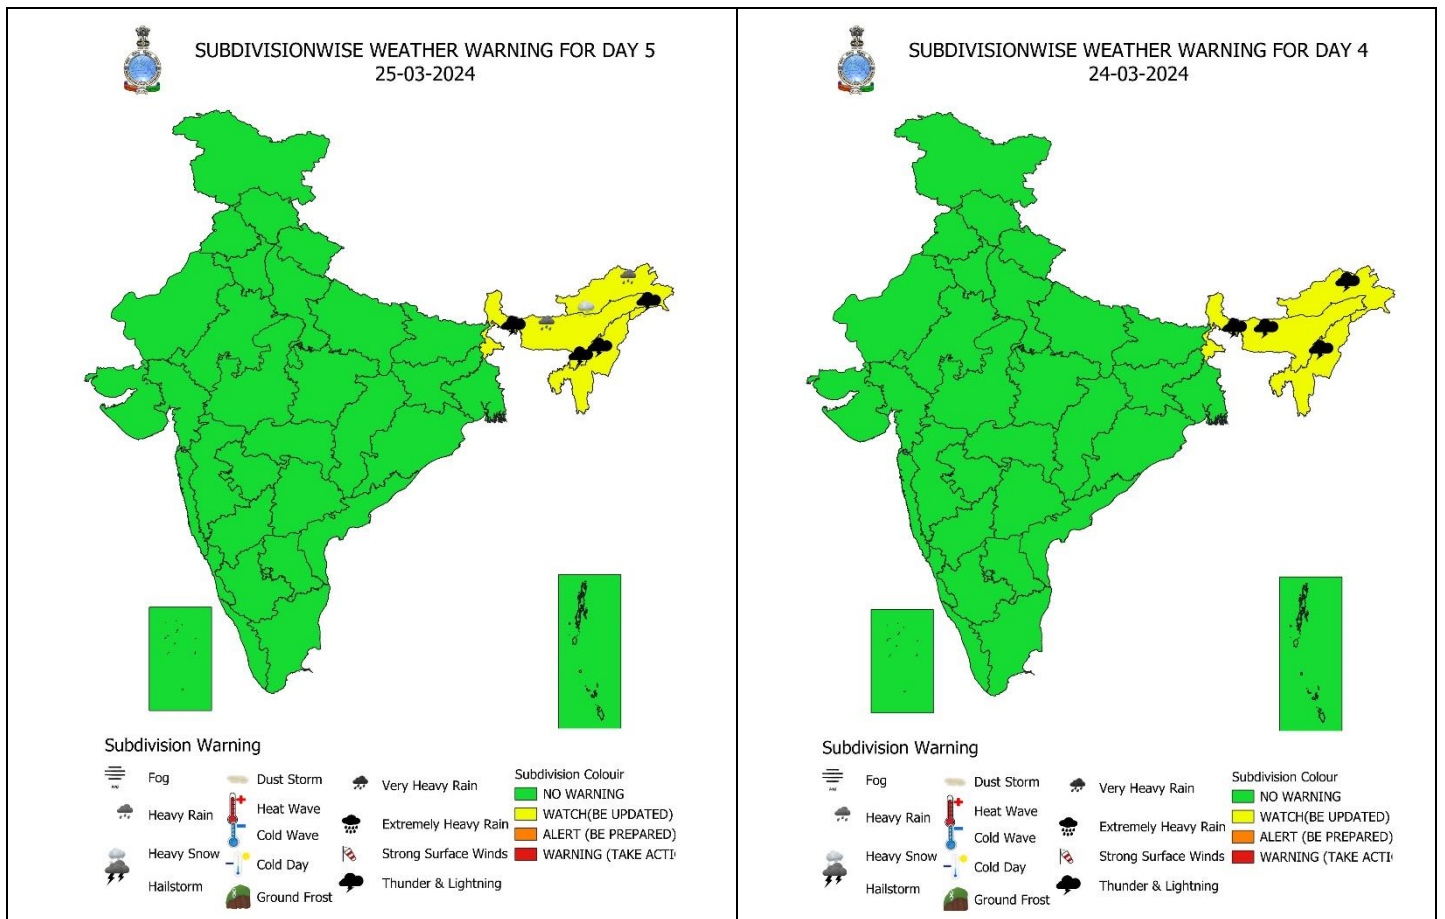 SUBDIVISIONWISE WEATHER WARNING FOR DAY 5
25-03-2024
Subdivision Warning
Fog
Heavy Rain
Heavy Snow
Hailstorm
Dust Storm
Heat Wave
Cold Wave
Cold Day
Ground Frost
Very Heavy Rain
Extremely Heavy Rain
Strong Surface Winds
Thunder & Lightning
Subdivision Colouir
NO WARNING
WATCH(BE UPDATED)
ALERT (BE PREPARED)
WARNING (TAKE ACTI
SUBDIVISIONWISE WEATHER WARNING FOR DAY 4
24-03-2024
Subdivision Warning
Fog
Heavy Rain
Heavy Snow
Hailstorm
Dust Storm
Heat Wave
Cold Wave
Cold Day
Ground Frost
Very Heavy Rain
Extremely Heavy Rain
Strong Surface Winds
Thunder & Lightning
Subdivision Colour
NO WARNING
WATCH(BE UPDATED)
ALERT (BE PREPARED)
WARNING (TAKE ACTI